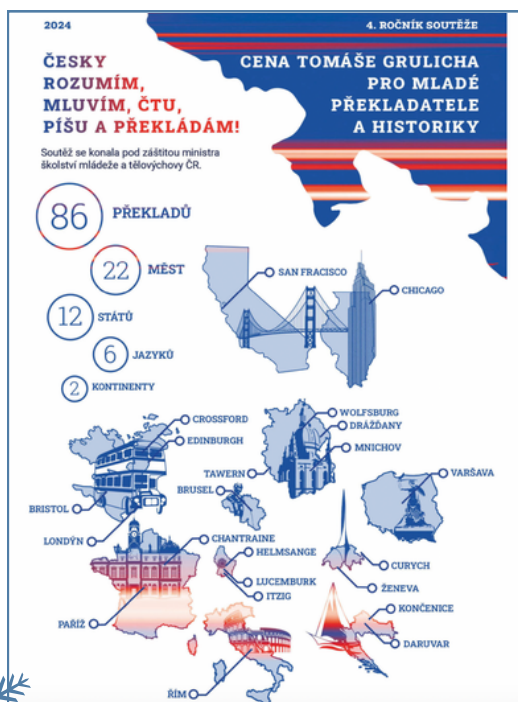 2024
4. ROČNÍK SOUTĚŽE
ČESKY
ROZUMÍM,
MLUVÍM, ČTU,
PÍŠU A PŘEKLÁDÁM!
CENA TOMÁŠE GRULICHA
PRO MLADÉ
PŘEKLADATELE
A HISTORIKY
Soutěž se konala pod záštitou ministra
školství mládeže a tělovýchovy ČR.
86 PŘEKLADŮ
22 MĚST
12 STÁTŮ
6 JAZYKŮ
2 KONTINENTY
SAN FRACISCO
CHICAGO
CROSSFORD
EDINBURGH
BRISTOL
LONDÝN
WOLFSBURG
DRÁŽĎANY
MNICHOV
TAWERN
BRUSEL
VARŠAVA
CHANTRAINE
HELMSANGE
LUCEMBURK
ITZIG
PAŘÍŽ
CURYCH
ŽENEVA
KONČENICE
DARUVAR
ŘÍM